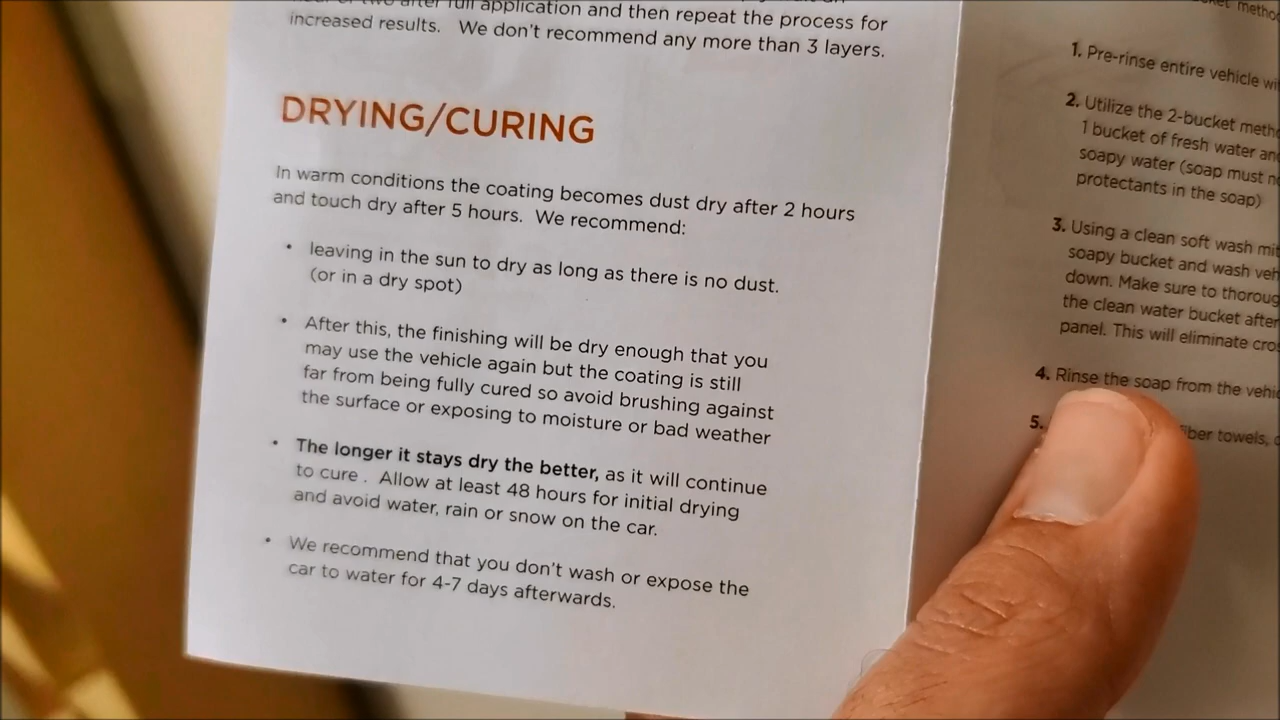 or two after full application and then repeat the process for
increased results. We don't recommend any more than 3 layers.
DRYING/CURING
In warm conditions the coating becomes dust dry after 2 hours
and touch dry after 5 hours. We recommend:
• leaving in the sun to dry as long as there is no dust.
(or in a dry spot)
• After this, the finishing will be dry enough that you
may use the vehicle again but the coating is still
far from being fully cured so avoid brushing against
the surface or exposing to moisture or bad weather
• The longer it stays dry the better, as it will continue
to cure . Allow at least 48 hours for initial drying
and avoid water, rain or snow on the car.
• We recommend that you don't wash or expose the
car to water for 4-7 days afterwards.
1. Pre-rinse entire vehicle
2. Utilize the 2-bucket
1 bucket of fresh water
soapy water (soap must
protectants in the soap)
3. Using a clean soft wash
soapy bucket and wash
down. Make sure to
the clean water bucket after
panel. This will eliminate
4. Rinse the soap from the
5. towels,